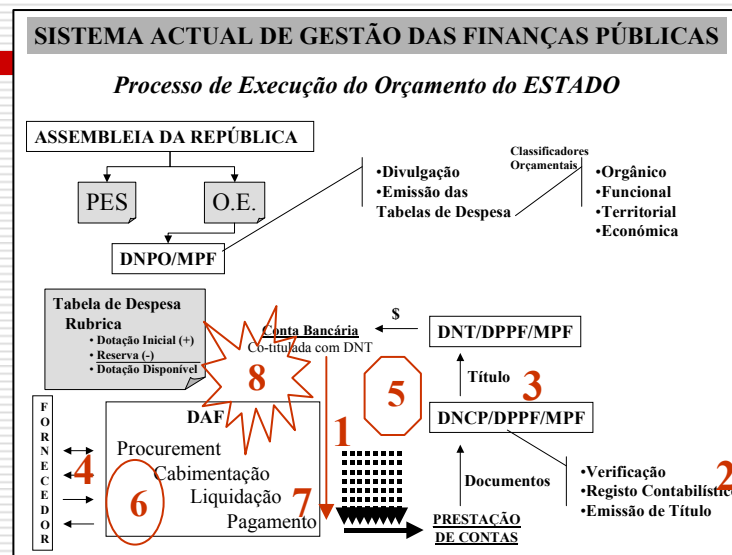 SISTEMA ACTUAL DE GESTÃO DAS FINANÇAS PÚBLICAS
Processo de Execução do Orçamento do ESTADO
ASSEMBLEIA DA REPÚBLICA
PES
O.E.
DNPO/MPF
•Divulgação
•Emissão das
Tabelas de Despesa
Classificadores
Orçamentais
•Orgânico
•Funcional
•Territorial
•Económica
Tabela de Despesa
Rubrica
• Dotação Inicial (+)
• Reserva (-)
• Dotação Disponível
Conta Bancária
Co-titulada com DNT
$
DNT/DPPF/MPF
8
5
Título
3
DNCP/DPPF/MPF
FORNECEDOR
4
DAF
Procurement
Cabimentação
Liquidação
Pagamento
6
7
1
Documentos
PRESTAÇÃO
DE CONTAS
•Verificação
•Registo Contabilístico
•Emissão de Título
2